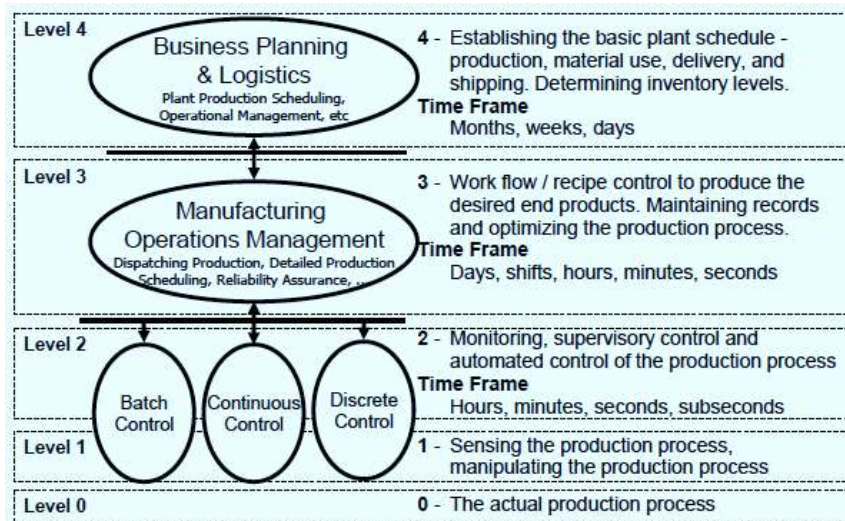 Level 4
Business Planning
& Logistics
Plant Production Scheduling,
Operational Management, etc
4 - Establishing the basic plant schedule -
production, material use, delivery, and
shipping. Determining inventory levels.
Time Frame
Months, weeks, days
Level 3
Manufacturing
Operations Management
Dispatching Production, Detailed Production
Scheduling, Reliability Assurance, ...
3 - Work flow / recipe control to produce the
desired end products. Maintaining records
and optimizing the production process.
Time Frame
Days, shifts, hours, minutes, seconds
Level 2
Batch
Control
Continuous
Control
Discrete
Control
2 - Monitoring, supervisory control and
automated control of the production process
Time Frame
Hours, minutes, seconds, subseconds
Level 1
1 - Sensing the production process,
manipulating the production process
Level 0
0 - The actual production process